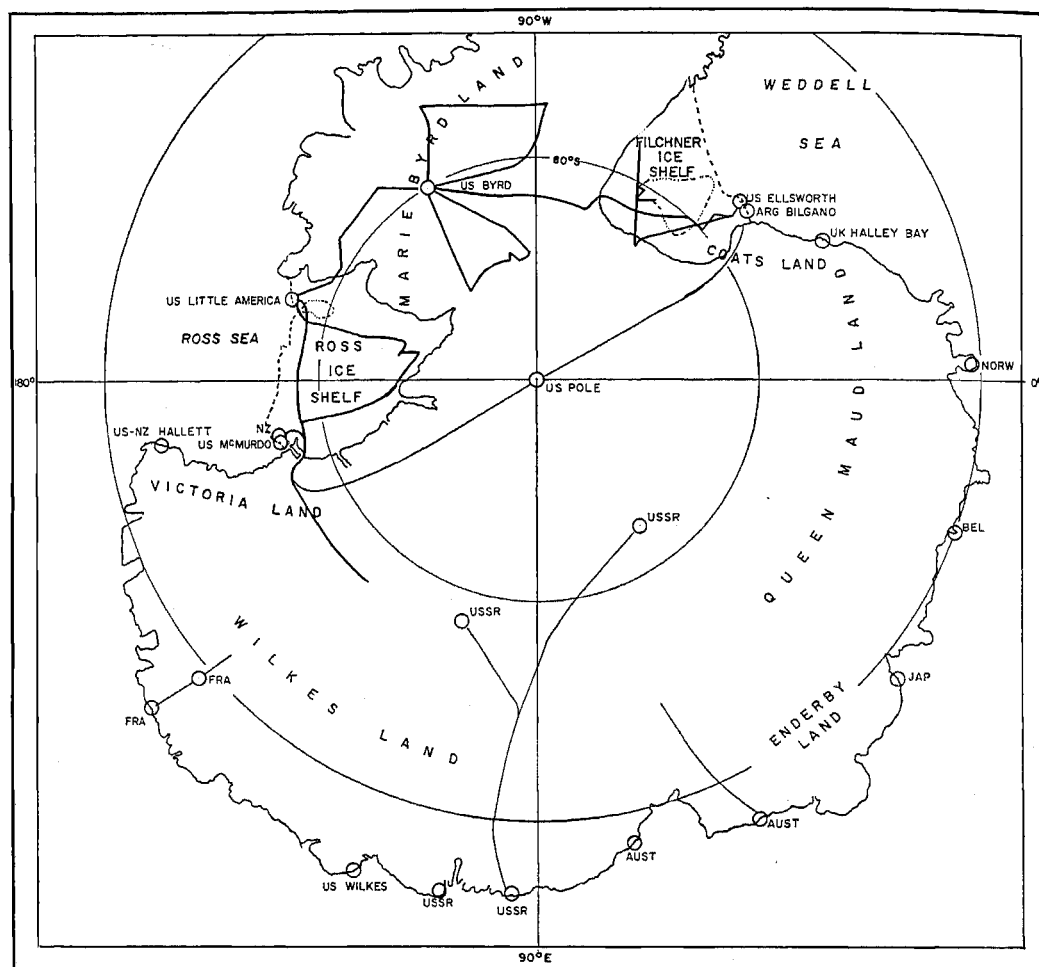 90°W
MARIE BYRD LAND
WEDDELL
SEA
FILCHNER
ICE
SHELF
80°S
US BYRD
US ELLSWORTH
ARG BILGANO
UK HALLEY BAY
COATS LAND
US LITTLE AMERICA
ROSS SEA
ROSS
ICE
SHELF
QUEEN MAUD LAND
NORW
180°
US POLE
0°
US-NZ HALLETT
NZ
US McMURDO
VICTORIA LAND
USSR
BEL
USSR
WILKES LAND
FRA
JAP
FRA
ENDERBY
LAND
AUST
AUST
US WILKES
USSR
USSR
90°E